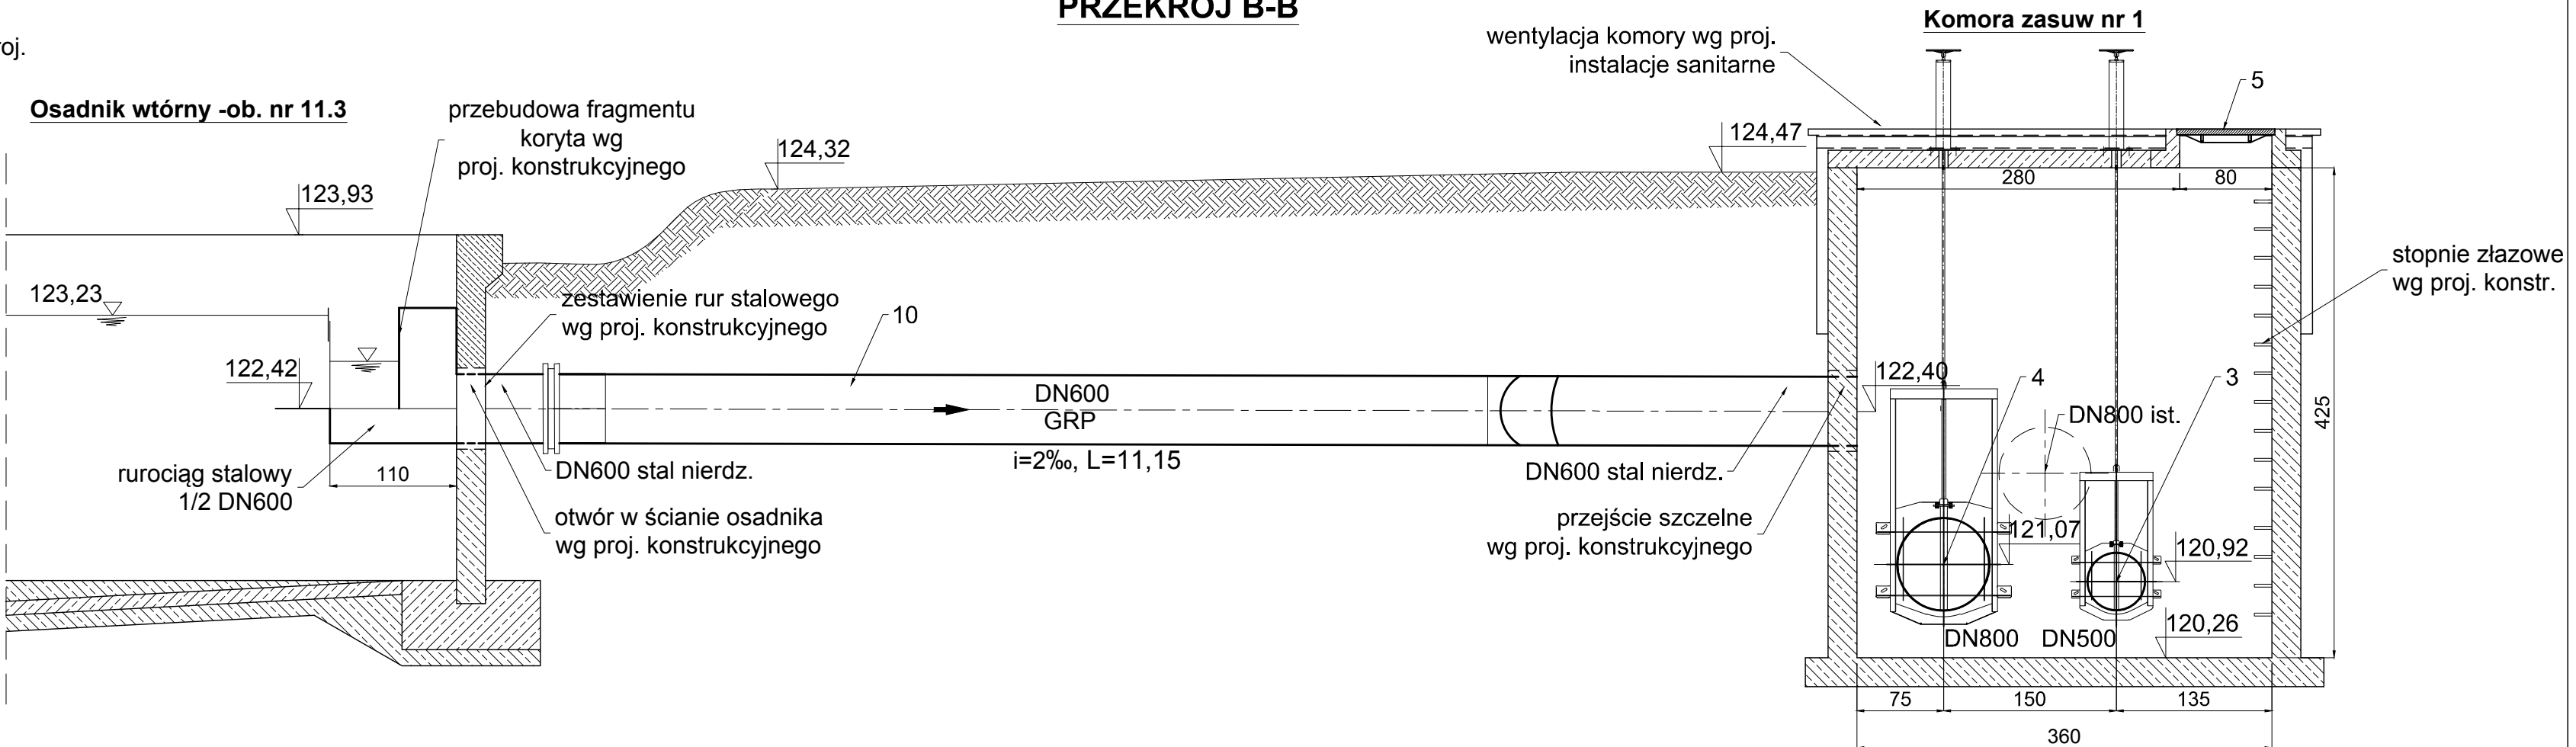 PRZEKRÓJ B-B
Komora zasuw nr 1
oj.
wentylacja komory wg proj.
instalacje sanitarne
Osadnik wtórny -ob. nr 11.3
przebudowa fragmentu
koryta wg
proj. konstrukcyjnego
5
124,32
124,47
280
80
123,93
stopnie złazowe
wg proj. konstr.
123,23
zestawienie rur stalowego
wg proj. konstrukcyjnego
10
122,42
DN600
GRP
122,40
4
3
DN800 ist.
425
i=2‰, L=11,15
rurociąg stalowy
1/2 DN600
110
DN600 stal nierdz.
DN600 stal nierdz.
otwór w ścianie osadnika
wg proj. konstrukcyjnego
przejście szczelne
wg proj. konstrukcyjnego
121,07
120,92
120,26
DN800
DN500
75
150
135
360